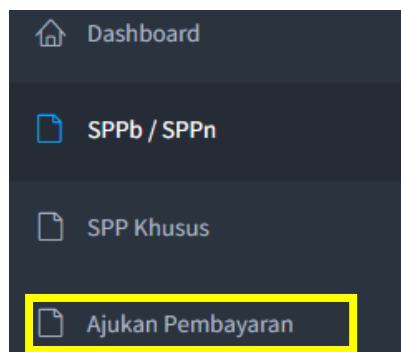 Dashboard
SPPb / SPPn
SPP Khusus
Ajukan Pembayaran